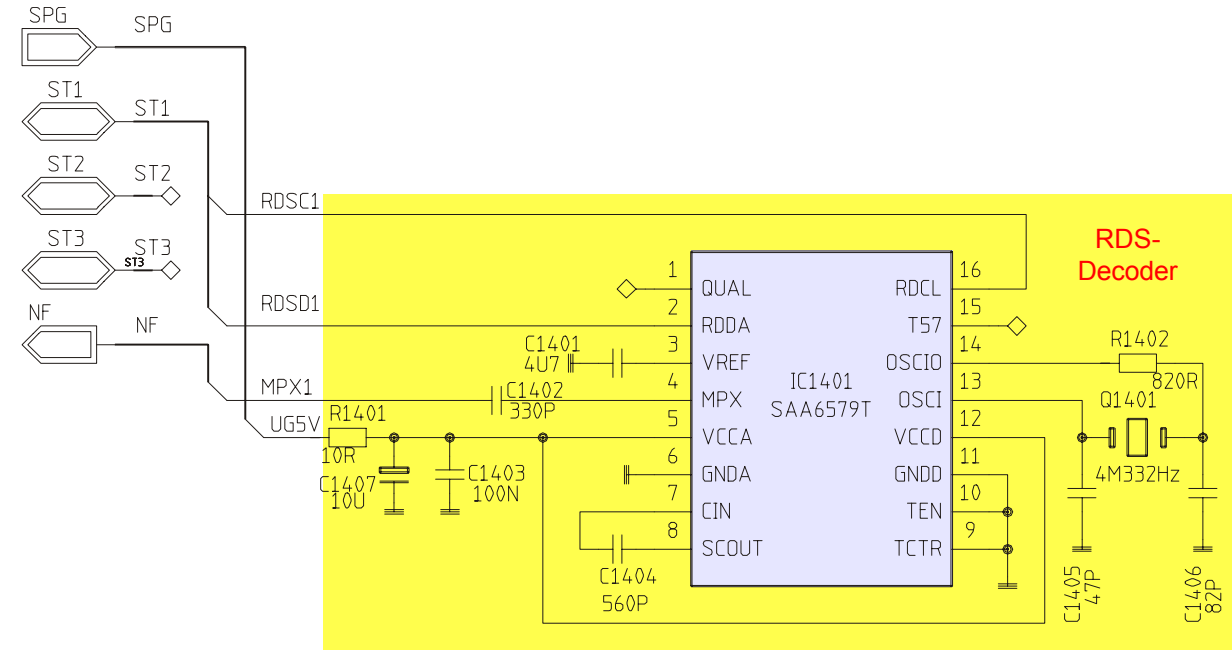 SPG
SPG
ST1
ST1
ST2
ST2
ST3
ST3
ST3
NF
NF
RDSC1
RDSD1
MPX1
UG5V
R1401
10R
C1407
10U
C1403
100N
C1401
4U7
C1402
330P
C1404
560P
1
QUAL
2
RDDA
3
VREF
4
MPX
5
VCCA
6
GNDA
7
CIN
8
SCOUT
IC1401
SAA6579T
16
RDCL
15
T57
14
OSCIO
13
OSCI
12
VCCD
11
GNDD
10
TEN
9
TCTR
RDS-
Decoder
R1402
820R
Q1401
4M332Hz
C1405
47P
C1406
82P